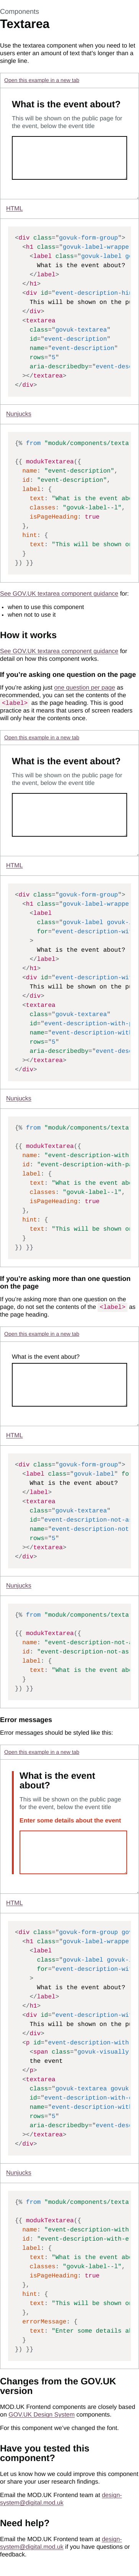 Components
Textarea
Use the textarea component when you need to let
users enter an amount of text that's longer than a
single line.
Open this example in a new tab
What is the event about?
This will be shown on the public page for
the event, below the event title
HTML
<div class="govuk-form-group">
<h1 class="govuk-label-wrappe
<label class="govuk-label g
What is the event about?
</label>
</h1>
<div id="event-description-hi
This will be shown on the p
</div>
<textarea
class="govuk-textarea"
id="event-description"
name="event-description"
rows="5"
aria-describedby="event-des
></textarea>
</div>
Nunjucks
{% from "moduk/components/texta
{{ modukTextarea({
name: "event-description",
id: "event-description",
label: {
text: "What is the event ab
classes: "govuk-label--l",
isPageHeading: true
},
hint: {
text: "This will be shown o
}
}) }}
See GOV.UK textarea component guidance for:
• when to use this component
• when not to use it
How it works
See GOV.UK textarea component guidance for
detail on how this component works.
If you're asking just one question on the page
If you're asking just one question per page as
recommended, you can set the contents of the
<label> as the page heading. This is good
practice as it means that users of screen readers
will only hear the contents once.
Open this example in a new tab
What is the event about?
This will be shown on the public page for
the event, below the event title
HTML
<div class="govuk-form-group">
<h1 class="govuk-label-wrappe
<label
class="govuk-label govuk-
for="event-description-wi
>
What is the event about?
</label>
</h1>
<div id="event-description-wi
This will be shown on the p
</div>
<textarea
class="govuk-textarea"
id="event-description-with-
name="event-description-wit
rows="5"
aria-describedby="event-des
></textarea>
</div>
Nunjucks
{% from "moduk/components/texta
{{ modukTextarea({
name: "event-description-with
id: "event-description-with-p
label: {
text: "What is the event ab
classes: "govuk-label--l",
isPageHeading: true
},
hint: {
text: "This will be shown o
}
}) }}
If you're asking more than one question
on the page
If you're asking more than one question on the
page, do not set the contents of the <label> as
the page heading.
Open this example in a new tab
What is the event about?
HTML
<div class="govuk-form-group">
<label class="govuk-label" fo
What is the event about?
</label>
<textarea
class="govuk-textarea"
id="event-description-not-a
name="event-description-not
rows="5"
></textarea>
</div>
Nunjucks
{% from "moduk/components/texta
{{ modukTextarea({
name: "event-description-not-
id: "event-description-not-as
label: {
text: "What is the event ab
}
}) }}
Error messages
Error messages should be styled like this:
Open this example in a new tab
What is the event
about?
This will be shown on the public page
for the event, below the event title
Enter some details about the event
HTML
<div class="govuk-form-group go
<h1 class="govuk-label-wrappe
<label
class="govuk-label govuk-
for="event-description-wi
>
What is the event about?
</label>
</h1>
<div id="event-description-wi
This will be shown on the p
</div>
<p id="event-description-with
<span class="govuk-visually
the event
</p>
<textarea
class="govuk-textarea govuk
id="event-description-with-
name="event-description-wit
rows="5"
aria-describedby="event-des
></textarea>
</div>
Nunjucks
{% from "moduk/components/texta
{{ modukTextarea({
name: "event-description-with
id: "event-description-with-e
label: {
text: "What is the event ab
classes: "govuk-label--l",
isPageHeading: true
},
hint: {
text: "This will be shown o
},
errorMessage: {
text: "Enter some details a
}
}) }}
Changes from the GOV.UK
version
MOD.UK Frontend components are closely based
on GOV.UK Design System components.
For this component we've changed the font.
Have you tested this
component?
Let us know how we could improve this component
or share your user research findings.
Email the MOD.UK Frontend team at design-
system@digital.mod.uk
Need help?
Email the MOD.UK Frontend team at design-
system@digital.mod.uk if you have questions or
feedback.